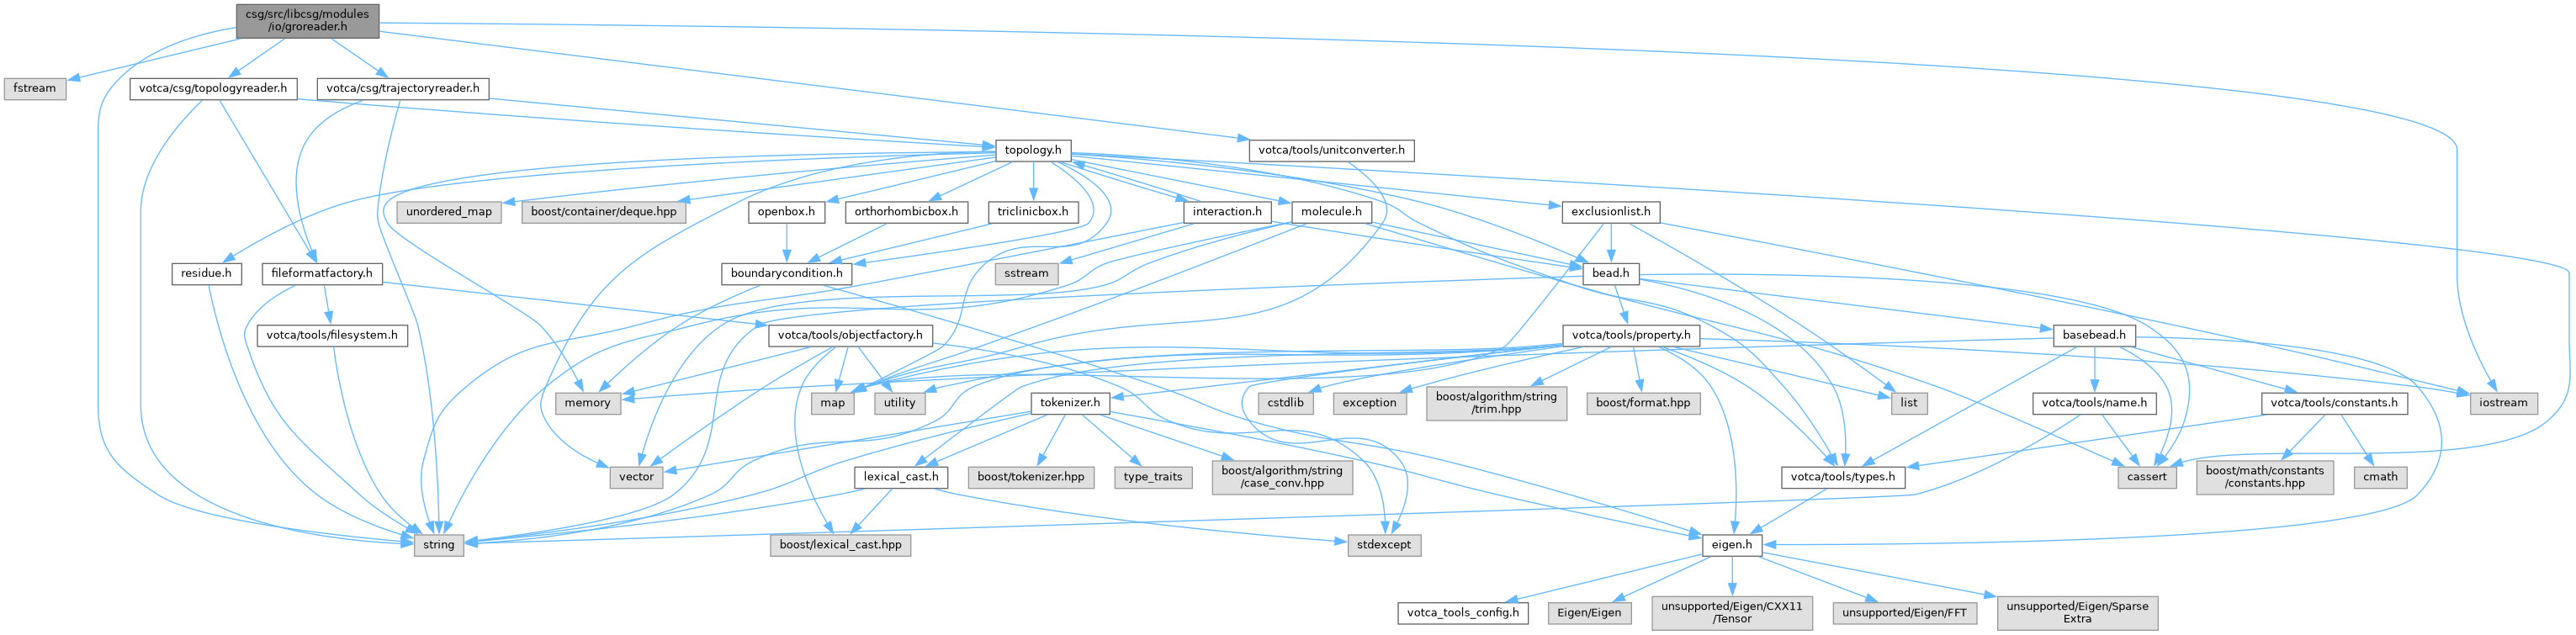 csg/src/libcsg/modules
/io/groreader.h
fstream
votca/csg/topologyreader.h
votca/csg/trajectoryreader.h
topology.h
votca/tools/unitconverter.h
unordered_map
boost/container/deque.hpp
openbox.h
orthorhombicbox.h
triclinicbox.h
interaction.h
molecule.h
exclusionlist.h
residue.h
fileformatfactory.h
boundarycondition.h
sstream
bead.h
votca/tools/filesystem.h
votca/tools/objectfactory.h
votca/tools/property.h
basebead.h
memory
map
utility
tokenizer.h
cstdlib
exception
boost/algorithm/string
/trim.hpp
boost/format.hpp
list
votca/tools/name.h
votca/tools/constants.h
iostream
vector
lexical_cast.h
boost/tokenizer.hpp
type_traits
boost/algorithm/string
/case_conv.hpp
votca/tools/types.h
cassert
boost/math/constants
/constants.hpp
cmath
string
boost/lexical_cast.hpp
stdexcept
eigen.h
votca_tools_config.h
Eigen/Eigen
unsupported/Eigen/CXX11
/Tensor
unsupported/Eigen/FFT
unsupported/Eigen/Sparse
Extra